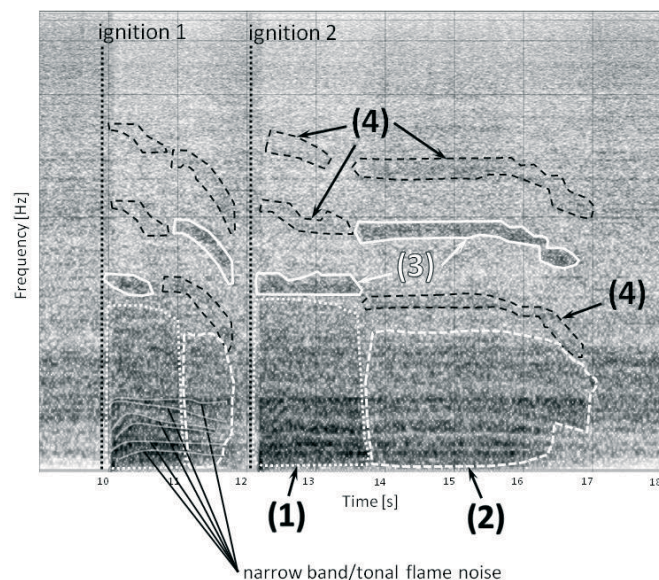 ignition 1
ignition 2
(4)
Frequency [Hz]
(3)
(4)
10
11
12
13
14
15
16
17
18
Time [s]
(1)
(2)
narrow band/tonal flame noise